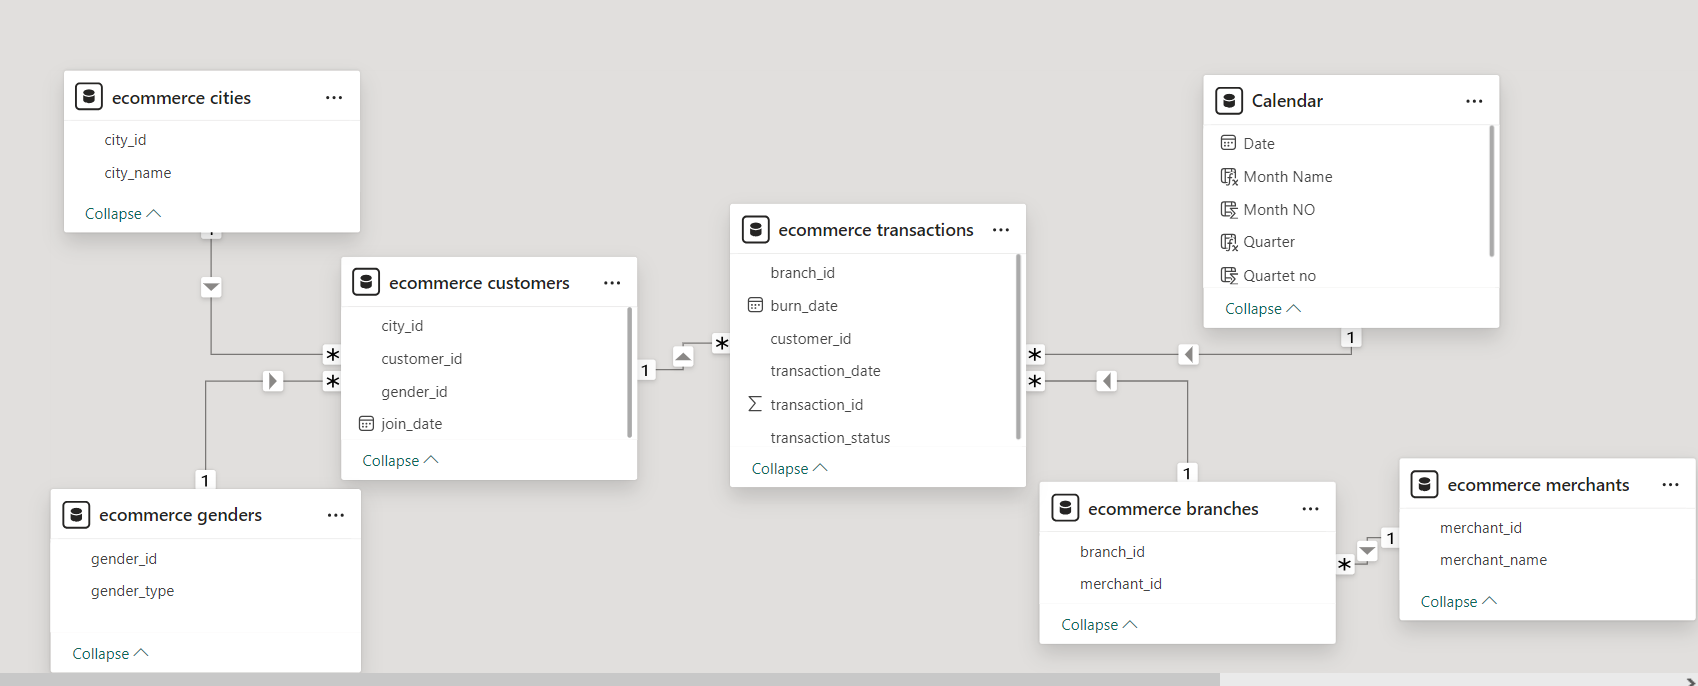 ecommerce cities
city_id
city_name
Collapse
1
ecommerce customers
city_id
customer_id
gender_id
join_date
Collapse
*
*
1
1
ecommerce genders
gender_id
gender_type
Collapse
ecommerce transactions
branch_id
burn_date
customer_id
transaction_date
transaction_id
transaction_status
Collapse
*
*
*
Calendar
Date
Month Name
Month NO
Quarter
Quartet no
Collapse
1
1
ecommerce branches
branch_id
merchant_id
Collapse
*
1
ecommerce merchants
merchant_id
merchant_name
Collapse